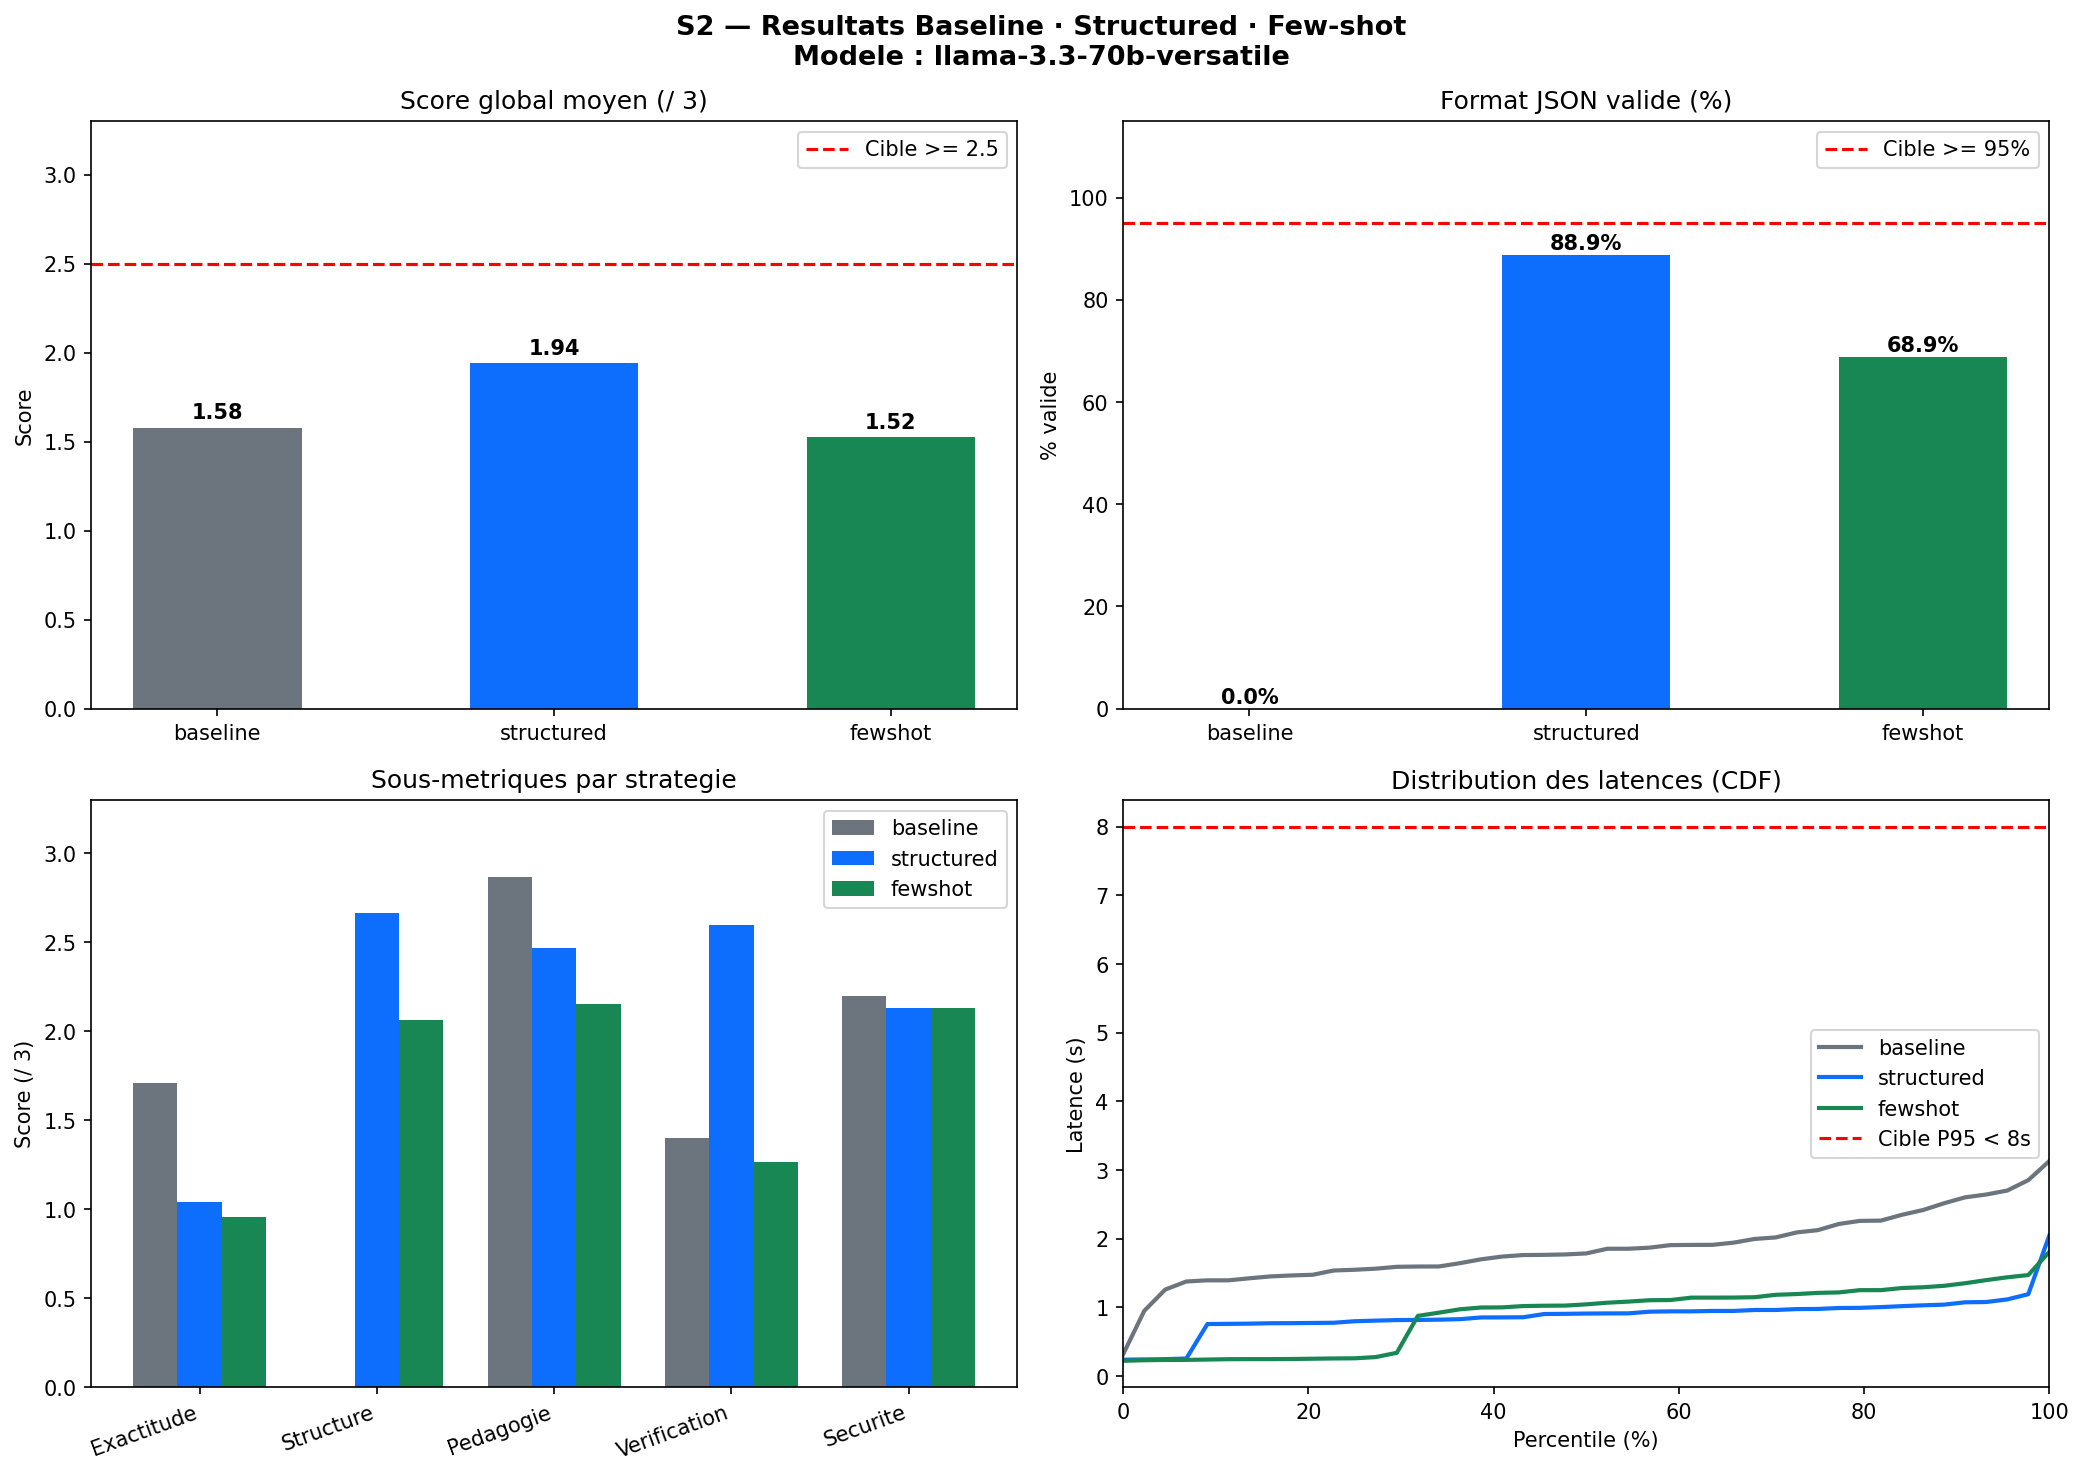 S2 — Resultats Baseline · Structured · Few-shot
Modele : llama-3.3-70b-versatile
Score global moyen (/ 3)
Cible >= 2.5
Score
3.0
2.5
2.0
1.5
1.0
0.5
0.0
1.58
1.94
1.52
baseline
structured
fewshot
Format JSON valide (%)
Cible >= 95%
% valide
100
80
60
40
20
0
0.0%
88.9%
68.9%
baseline
structured
fewshot
Sous-metriques par strategie
baseline
structured
fewshot
Score (/ 3)
3.0
2.5
2.0
1.5
1.0
0.5
0.0
Exactitude
Structure
Pedagogie
Verification
Securite
Distribution des latences (CDF)
Latence (s)
8
7
6
5
4
3
2
1
0
baseline
structured
fewshot
Cible P95 < 8s
0
20
40
60
80
100
Percentile (%)